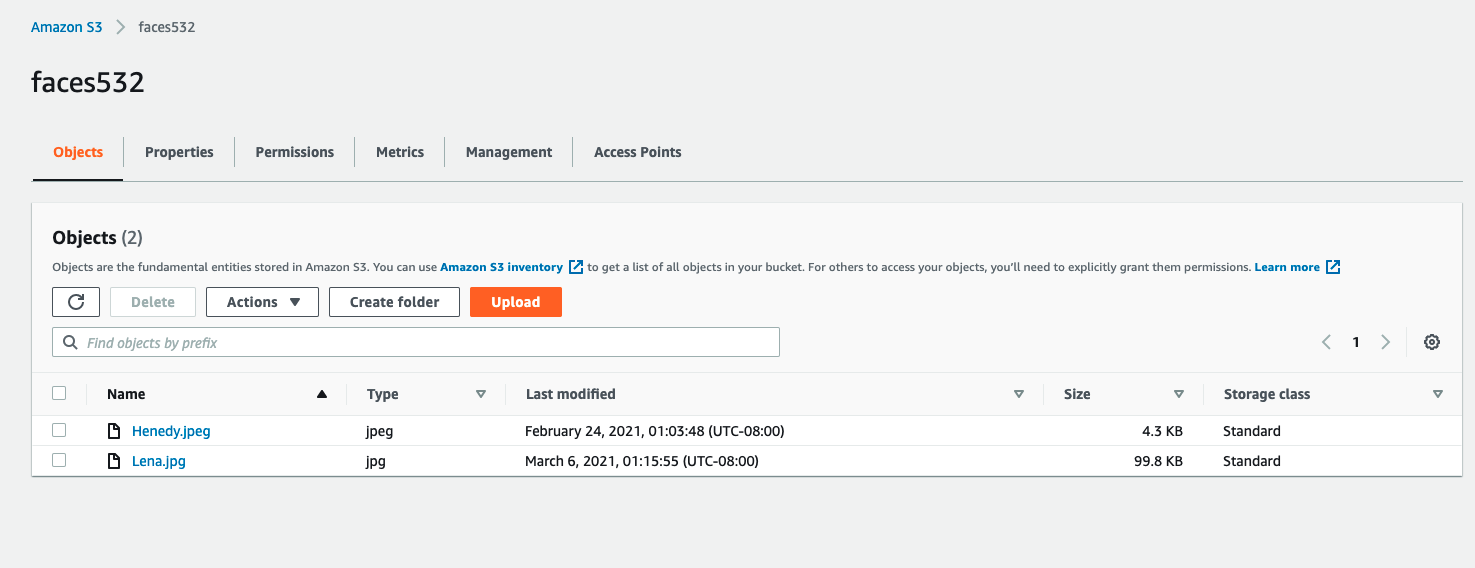 Amazon S3 > faces532
faces532
Objects Properties Permissions Metrics Management Access Points
Objects (2)
Objects are the fundamental entities stored in Amazon S3. You can use Amazon S3 inventory to get a list of all objects in your bucket. For others to access your objects, you'll need to explicitly grant them permissions. Learn more
Delete Actions Create folder Upload
Find objects by prefix 1
Name Type Last modified Size Storage class
Henedy.jpeg jpeg February 24, 2021, 01:03:48 (UTC-08:00) 4.3 KB Standard
Lena.jpg jpg March 6, 2021, 01:15:55 (UTC-08:00) 99.8 KB Standard